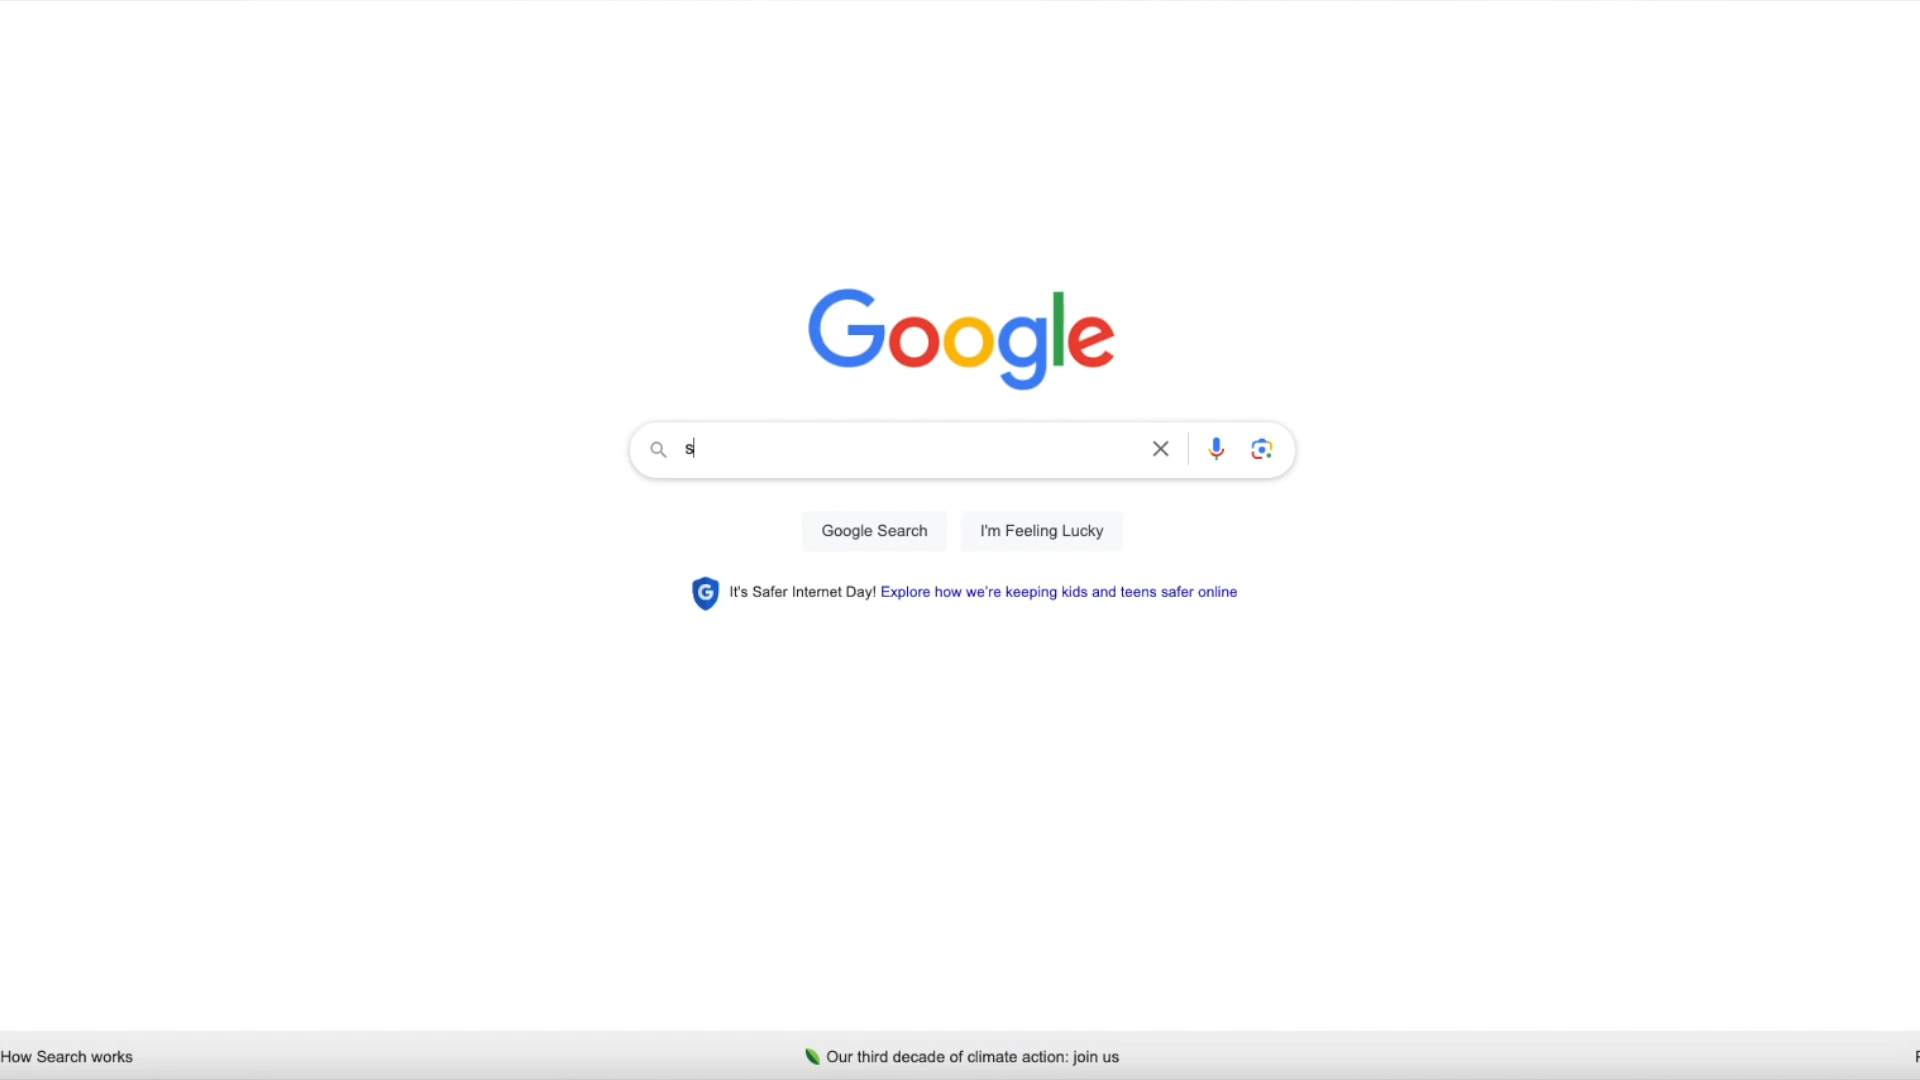 Google
s
Google Search
I'm Feeling Lucky
G It's Safer Internet Day! Explore how we're keeping kids and teens safer online
How Search works
Our third decade of climate action: join us